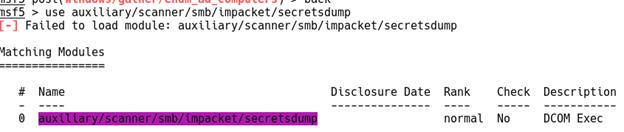 msf5 post(windows/gather/enum_ad_computers) > back
msf5 > use auxiliary/scanner/smb/impacket/secretsdump
[-] Failed to load module: auxiliary/scanner/smb/impacket/secretsdump
Matching Modules
================
# Name Disclosure Date Rank Check Description
- ---- --------------- ---- ----- -----------
0 auxiliary/scanner/smb/impacket/secretsdump normal No DCOM Exec